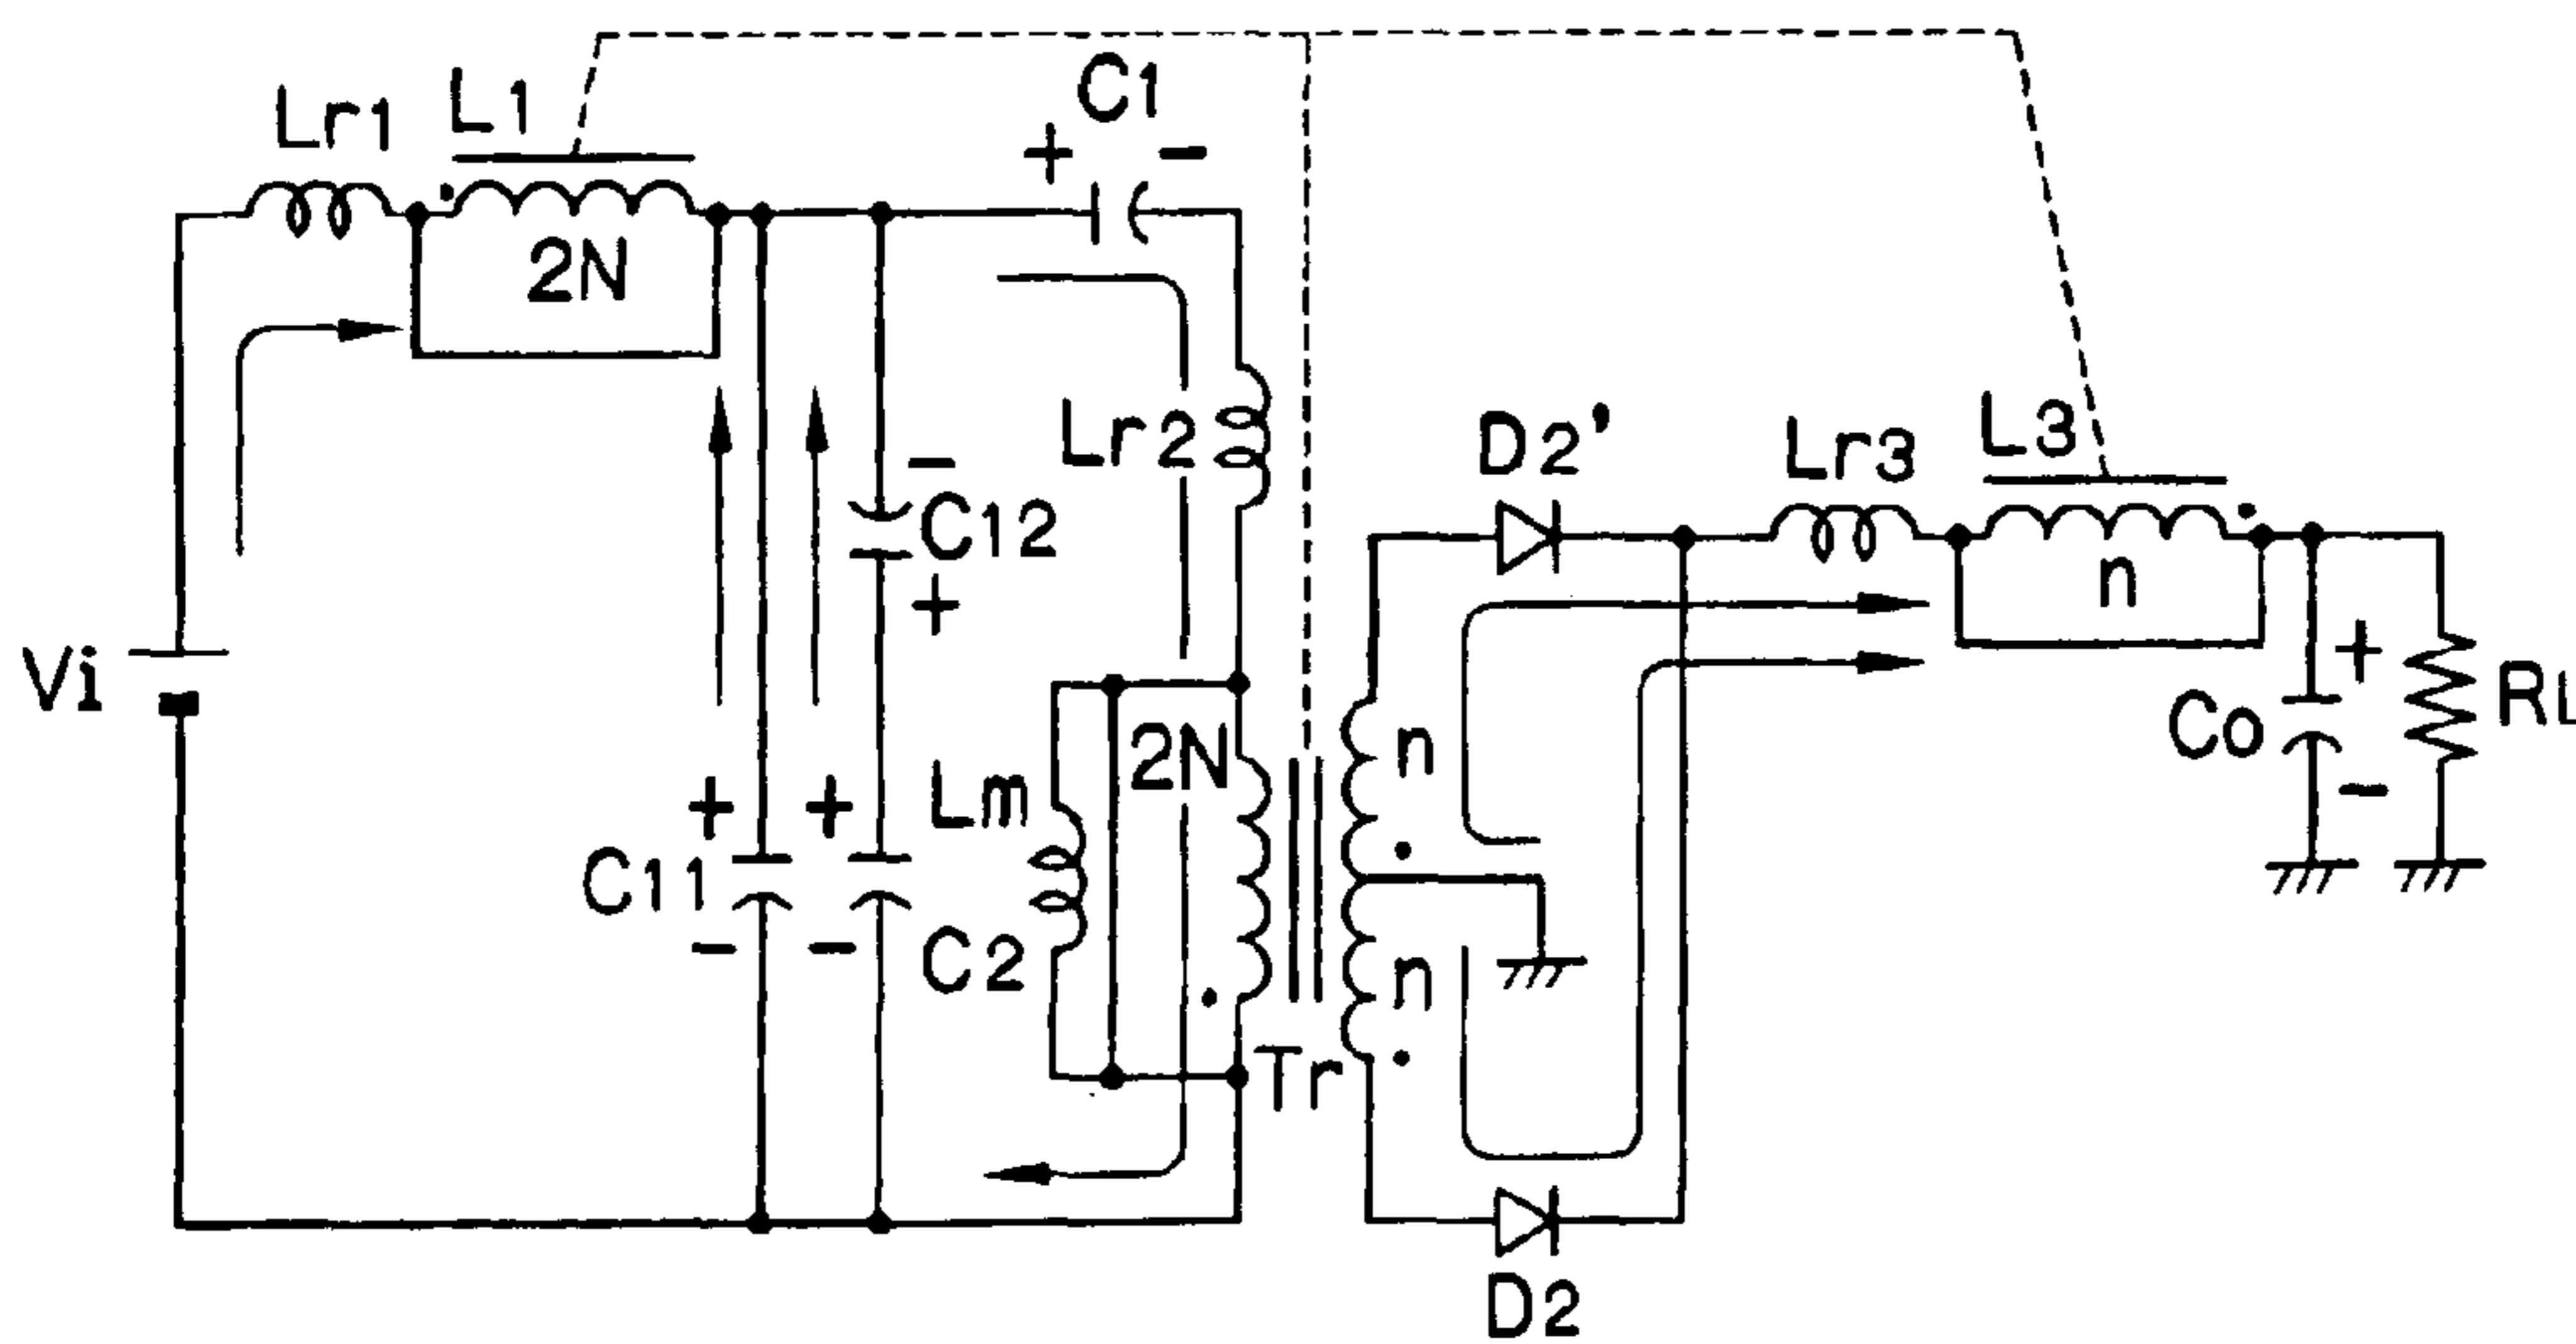 Lr1
L1
2N
C1
+ -
Lr2
-
C12
+
Vi
+
C11
-
+
C2
-
Lm
2N
Tr
n
n
D2'
D2
Lr3
L3
n
+
Co
-
RL